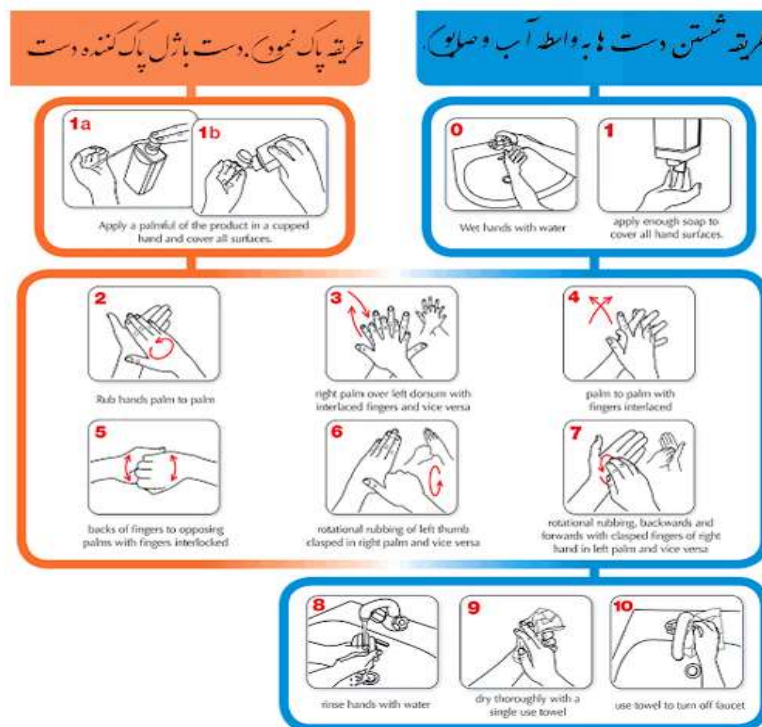 طریقه پاک نمودن دست با ژل پاک کننده دست
طریقه شستن دست ها به واسطه آب و صابون
1a
1b
Apply a palmful of the product in a cupped
hand and cover all surfaces.
0
Wet hands with water
1
apply enough soap to
cover all hand surfaces.
2
Rub hands palm to palm
3
right palm over left dorsum with
interlaced fingers and vice versa
4
palm to palm with
fingers interlaced
5
backs of fingers to opposing
palms with fingers interlocked
6
rotational rubbing of left thumb
clasped in right palm and vice versa
7
rotational rubbing, backwards and
forwards with clasped fingers of right
hand in left palm and vice versa
8
rinse hands with water
9
dry thoroughly with a
single use towel
10
use towel to turn off faucet